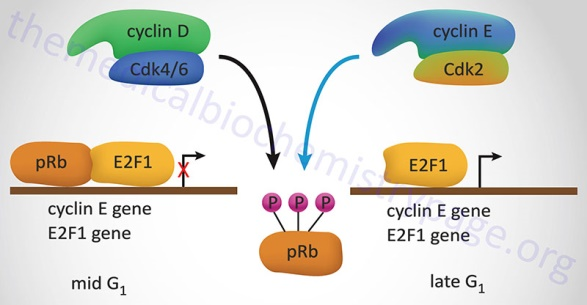 cyclin D
Cdk4/6
cyclin E
Cdk2
pRb
E2F1
X
cyclin E gene
E2F1 gene
mid G₁
P P P
pRb
E2F1
cyclin E gene
E2F1 gene
late G₁
themedicalbiochemistrypage.org